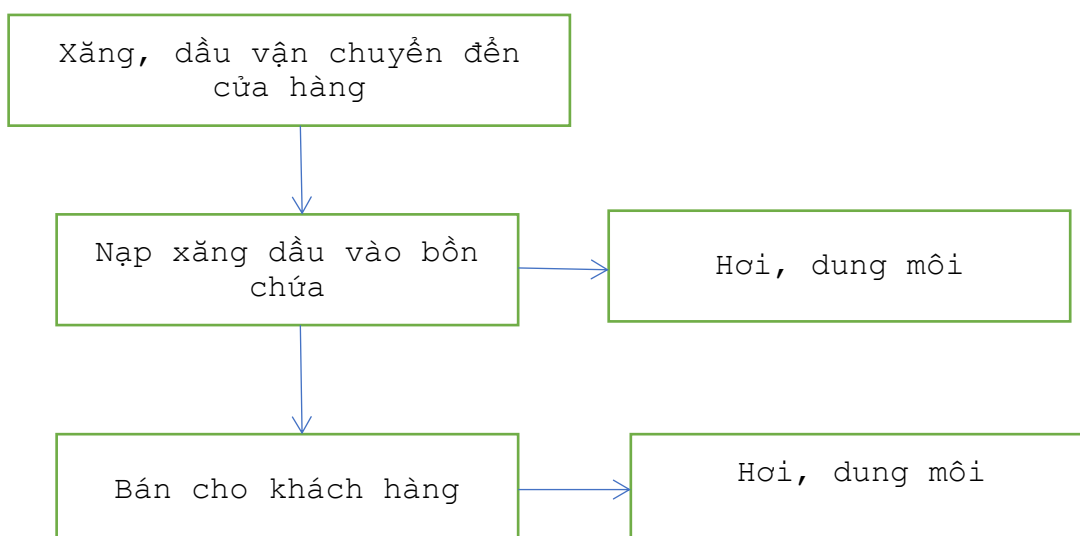 Xăng, dầu vận chuyển đển
cửa hàng
Nạp xăng dầu vào bồn
chứa
Hơi, dung môi
Bán cho khách hàng
Hơi, dung môi